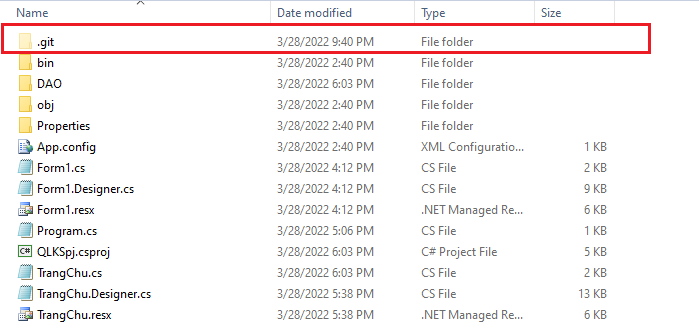 Name Date modified Type Size
.git 3/28/2022 9:40 PM File folder
bin 3/28/2022 2:40 PM File folder
DAO 3/28/2022 6:03 PM File folder
obj 3/28/2022 2:40 PM File folder
Properties 3/28/2022 2:40 PM File folder
App.config 3/28/2022 2:40 PM XML Configuratio... 1 KB
Form1.cs 3/28/2022 4:12 PM CS File 2 KB
Form1.Designer.cs 3/28/2022 4:12 PM CS File 9 KB
Form1.resx 3/28/2022 4:12 PM .NET Managed Re... 6 KB
Program.cs 3/28/2022 5:06 PM CS File 1 KB
C# QLKSpj.csproj 3/28/2022 6:03 PM C# Project File 5 KB
TrangChu.cs 3/28/2022 6:03 PM CS File 2 KB
TrangChu.Designer.cs 3/28/2022 5:38 PM CS File 13 KB
TrangChu.resx 3/28/2022 5:38 PM .NET Managed Re... 6 KB